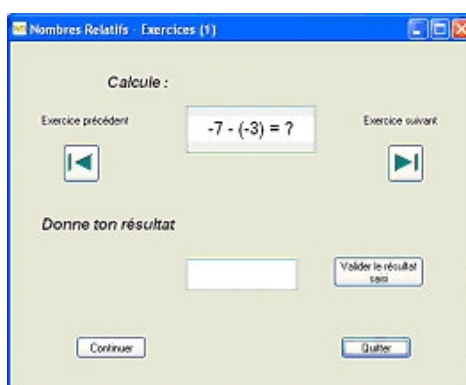 Nombres Relatifs - Exercices (1)
Calcule :
Exercice précédent
-7 - (-3) = ?
Exercice suivant
Donne ton résultat
Valider le résultat
saisi
Continuer
Quitter